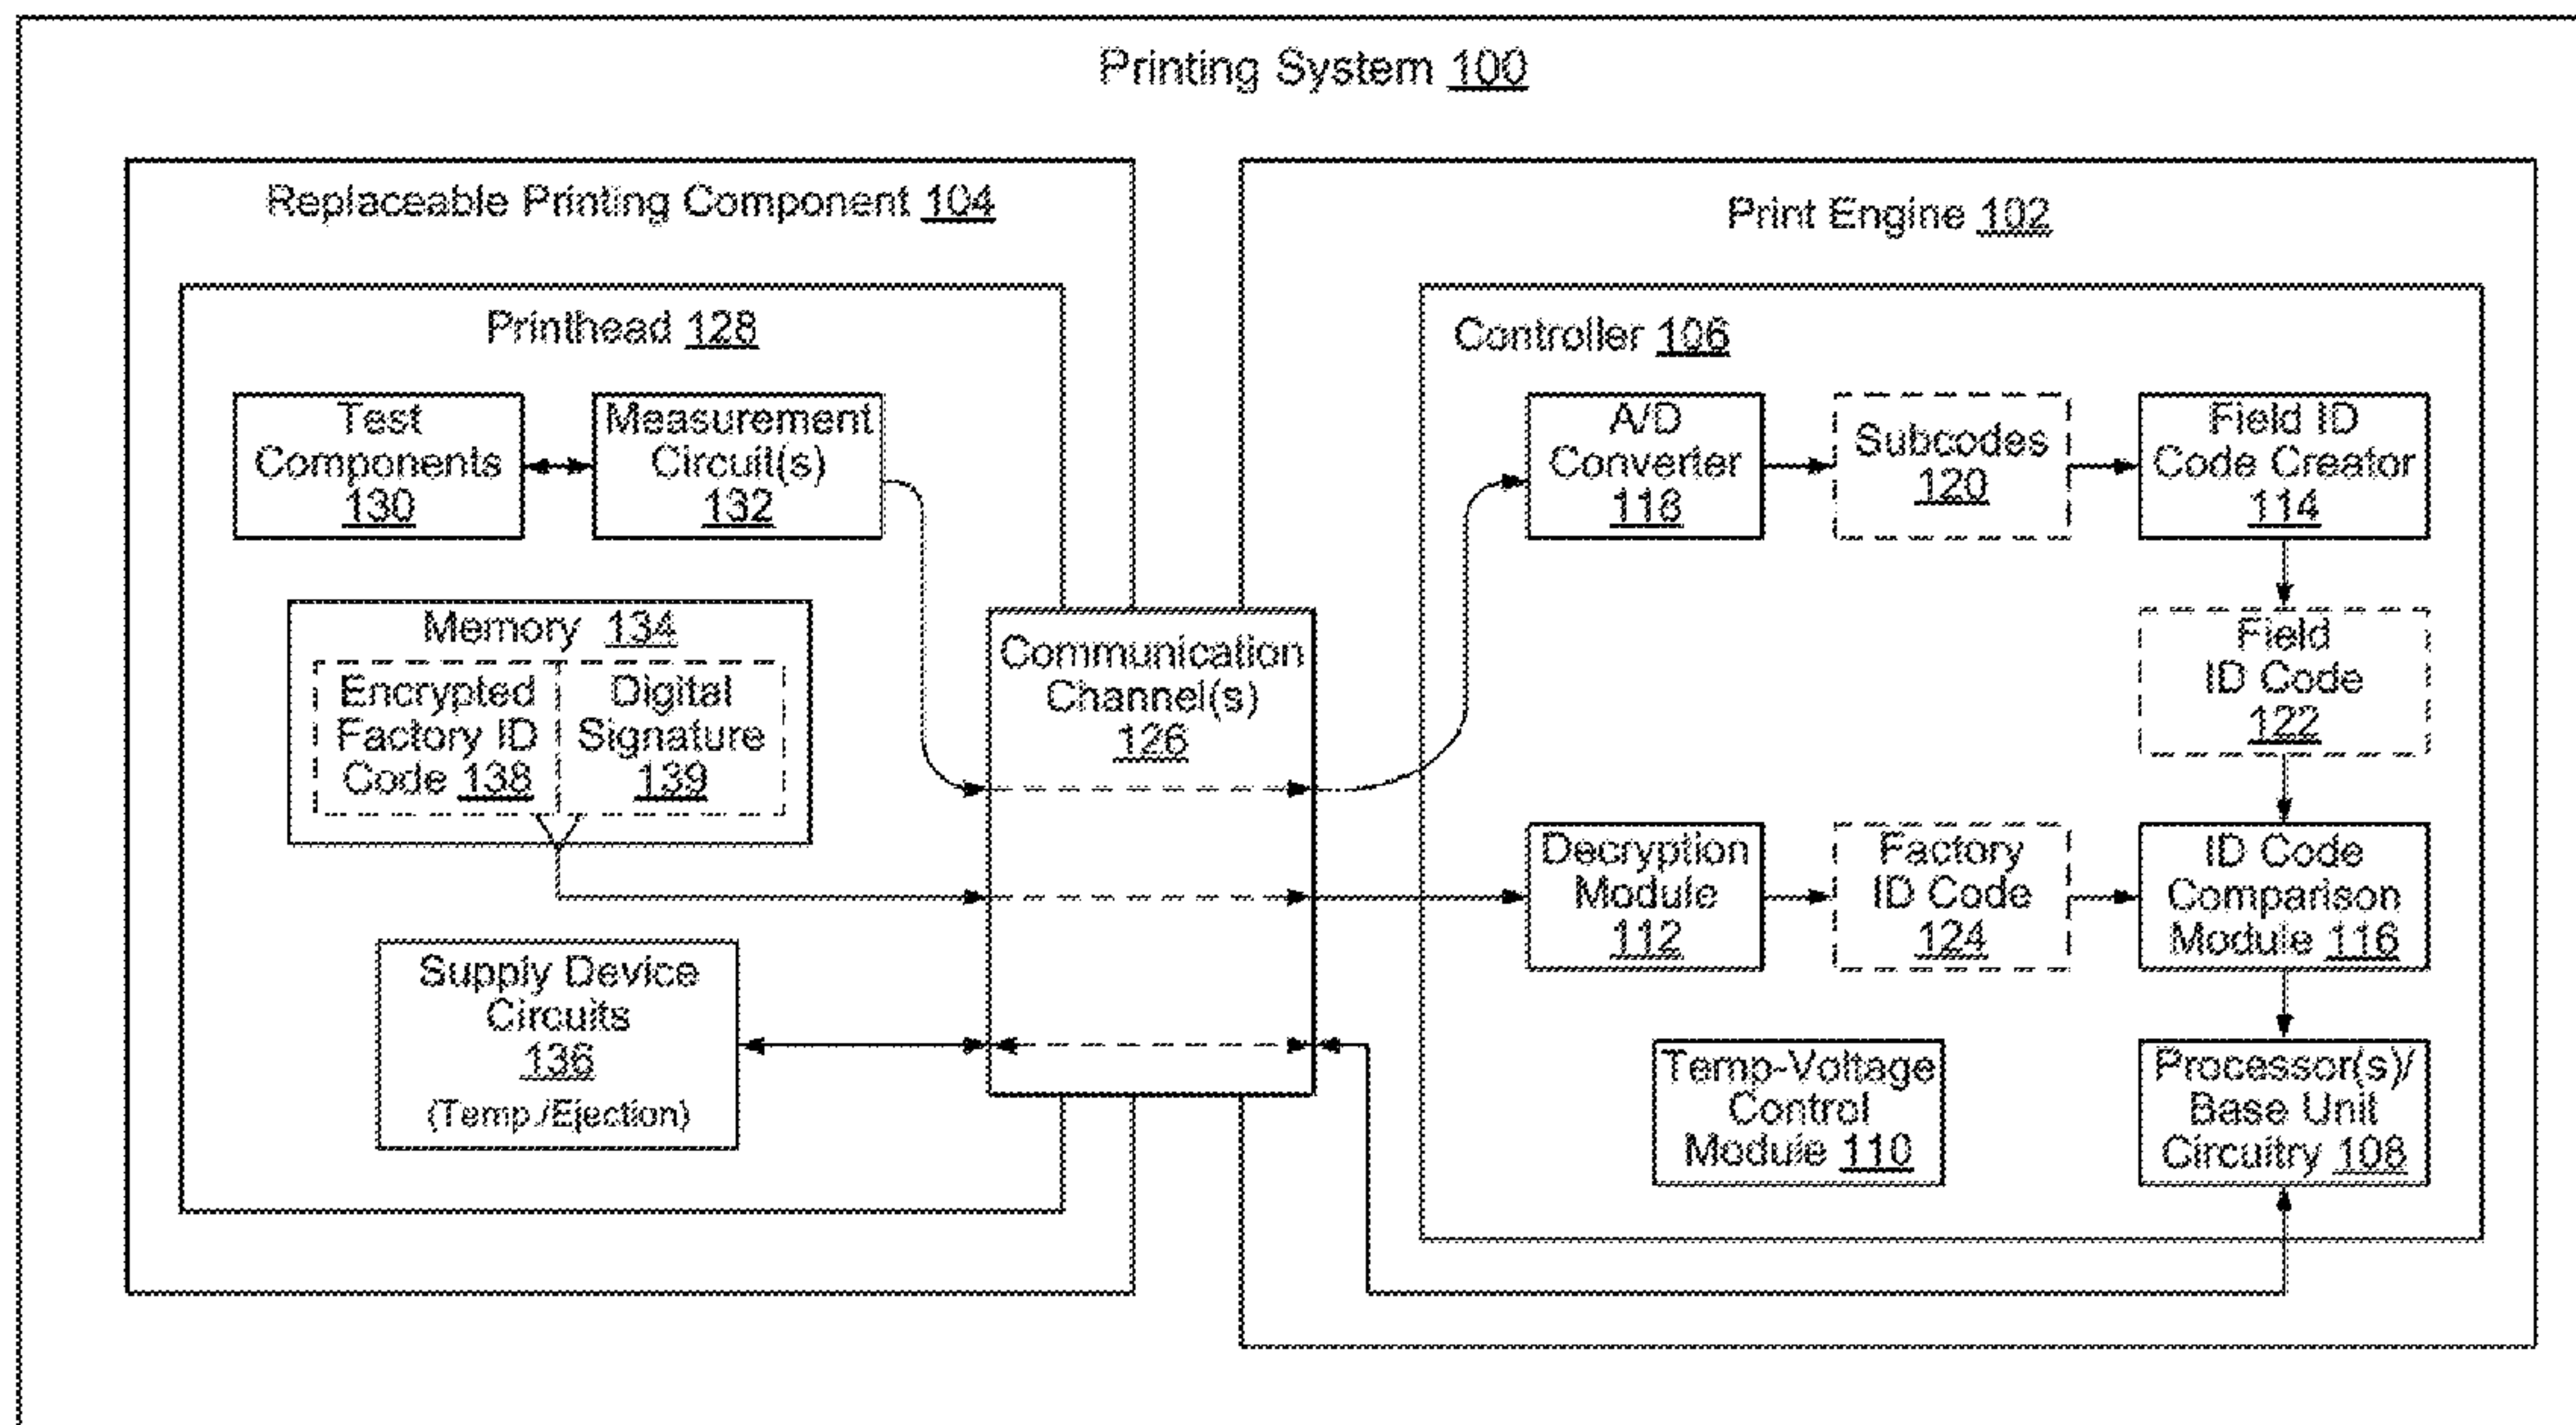 Printing System 100
Replaceable Printing Component 104
Print Engine 102
Printhead 128
Controller 106
Test
Components
130
Measurement
Circuit(s)
132
A/D
Converter
118
Subcodes
120
Field ID
Code Creator
114
Memory 134
Encrypted
Factory ID
Code 138
Digital
Signature
139
Communication
Channel(s)
126
Field
ID Code
122
Decryption
Module
112
Factory
ID Code
124
ID Code
Comparison
Module 116
Supply Device
Circuits
136
(Temp./Ejection)
Temp-Voltage
Control
Module 110
Processor(s)/
Base Unit
Circuitry 108